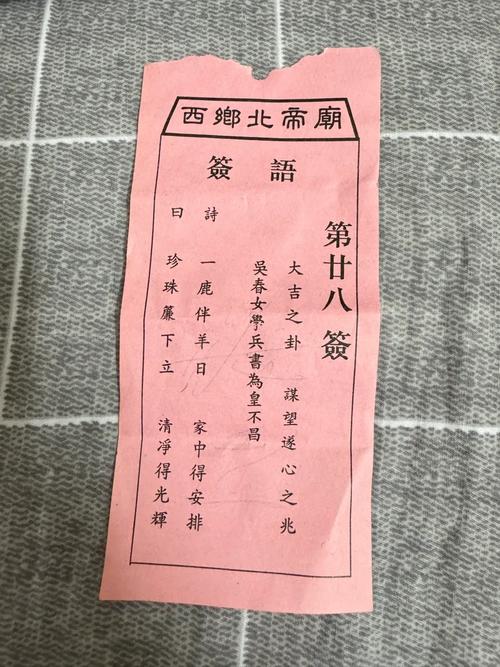 西鄉北帝廟
簽語
第廿八簽
大吉之卦 謀望遂心之兆
吳春女學兵書為皇不昌
詩曰
一鹿伴羊日 家中得安排
珍珠簾下立 清凈得光輝